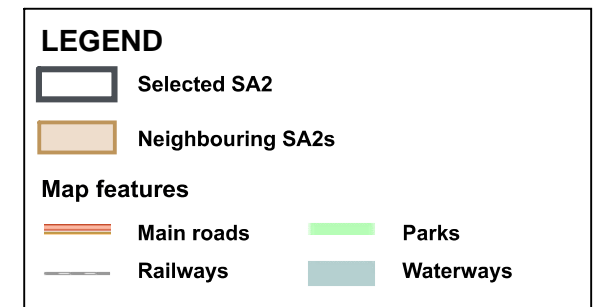 LEGEND
Selected SA2
Neighbouring SA2s
Map features
Main roads
Parks
Railways
Waterways